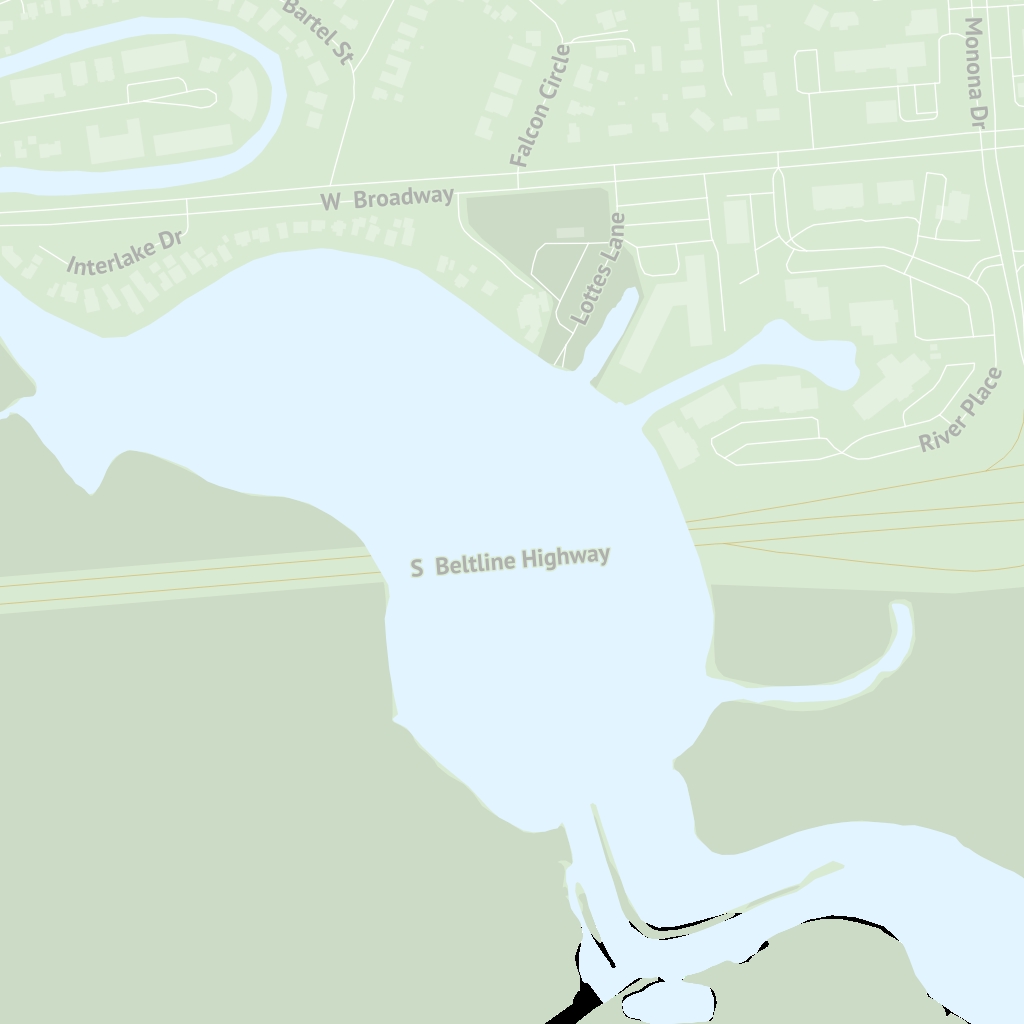 Bartel St
Falcon Circle
Monona Dr
W Broadway
Interlake Dr
Lottes Lane
River Place
S Beltline Highway